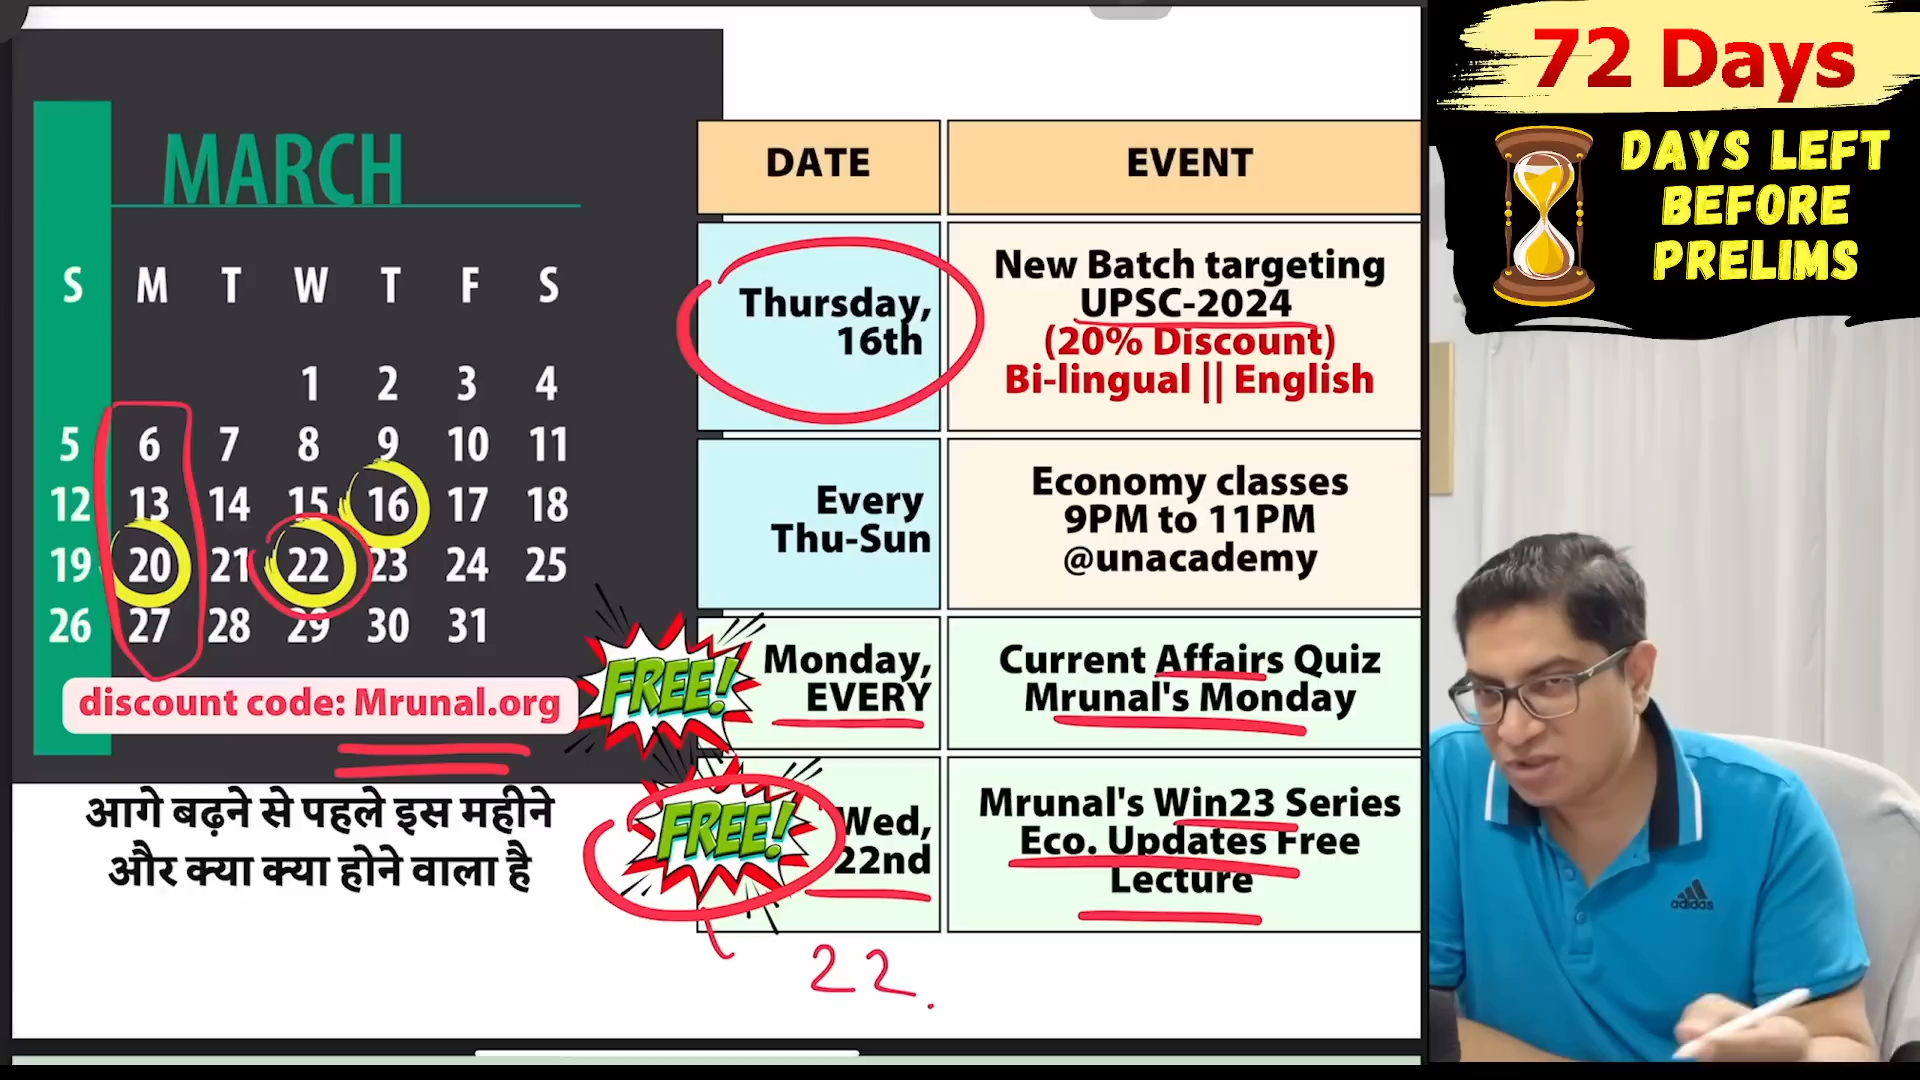 MARCH
S M T W T F S
1 2 3 4
5 6 7 8 9 10 11
12 13 14 15 16 17 18
19 20 21 22 23 24 25
26 27 28 29 30 31
discount code: Mrunal.org
आगे बढ़ने से पहले इस महीने
और क्या क्या होने वाला है
DATE
EVENT
Thursday,
16th
New Batch targeting
UPSC-2024
(20% Discount)
Bi-lingual || English
Every
Thu-Sun
Economy classes
9PM to 11PM
@unacademy
FREE!
Monday,
EVERY
Current Affairs Quiz
Mrunal's Monday
FREE!
Wed,
22nd
Mrunal's Win23 Series
Eco. Updates Free
Lecture
22.
72 Days
DAYS LEFT
BEFORE
PRELIMS
adidas